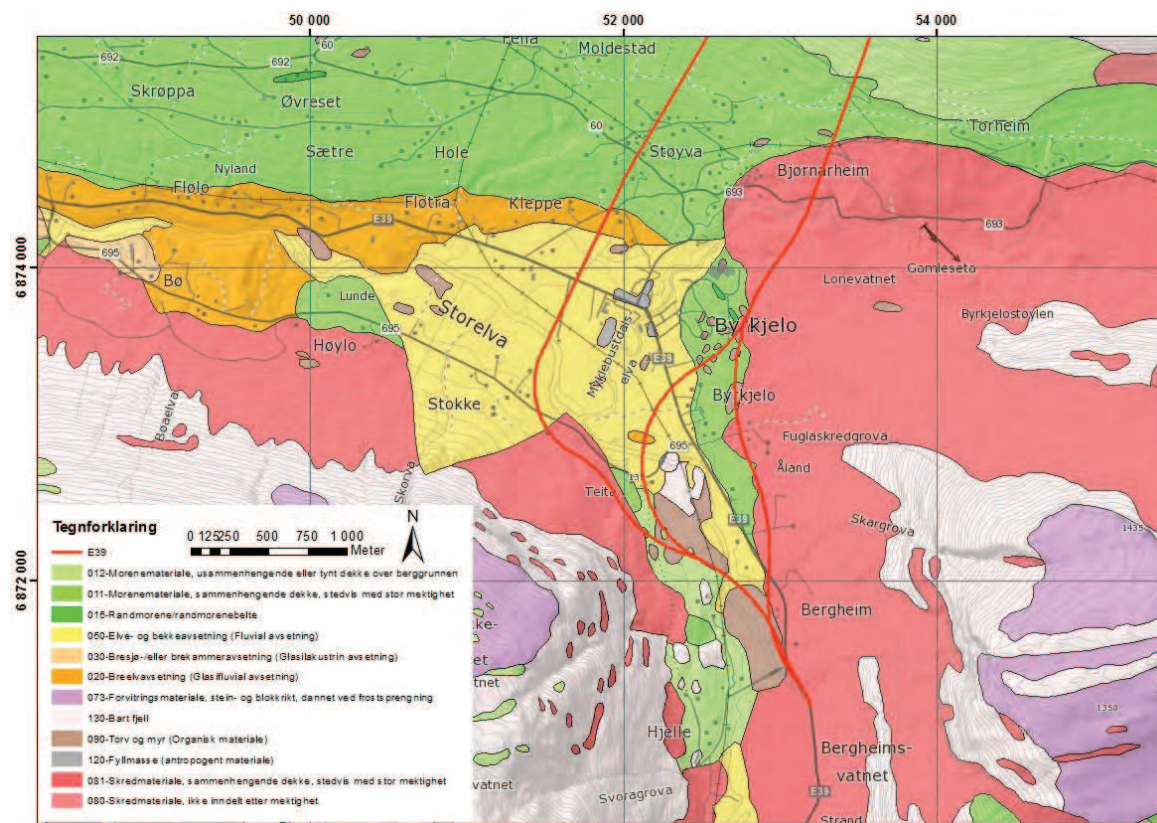 50 000
52 000
54 000
692
60
Moldestad
692
Skrøppa
Øvreset
60
Torheim
Sætre
Hole
Støyva
Nyland
Bjørnarheim
Flølo
Fløtra
Kleppe
693
E39
693
695
6 874 000
Bø
Lunde
Lonevatnet
Gamleseta
Storelva
Byrkjelo
Byrkjelostøylen
695
Høylo
Myklebustdals
elva
E39
Stokke
Byrkjelo
Bøaelva
Fuglaskredgrova
695
Åland
Skorva
Teita
Skargrova
1435
E39
6 872 000
Bergheim
1358
Hjelle
Bergheims-
vatnet
Svoragrova
E39
Strand
Tegnforklaring
N
0 125250 500 750 1 000
Meter
E39
012-Morenemateriale, usammenhengende eller tynt dekke over berggrunnen
011-Morenemateriale, sammenhengende dekke, stedvis med stor mektighet
015-Randmorene/randmorenebelte
050-Elve- og bekkeavsetning (Fluvial avsetning)
030-Bresjø-/eller brekammeravsetning (Glasilakustrin avsetning)
020-Breelvavsetning (Glasifluvial avsetning)
073-Forvitringsmateriale, stein- og blokkrikt, dannet ved frostsprengning
130-Bart fjell
090-Torv og myr (Organisk materiale)
120-Fyllmasse (antropogent materiale)
081-Skredmateriale, sammenhengende dekke, stedvis med stor mektighet
080-Skredmateriale, ikke inndelt etter mektighet